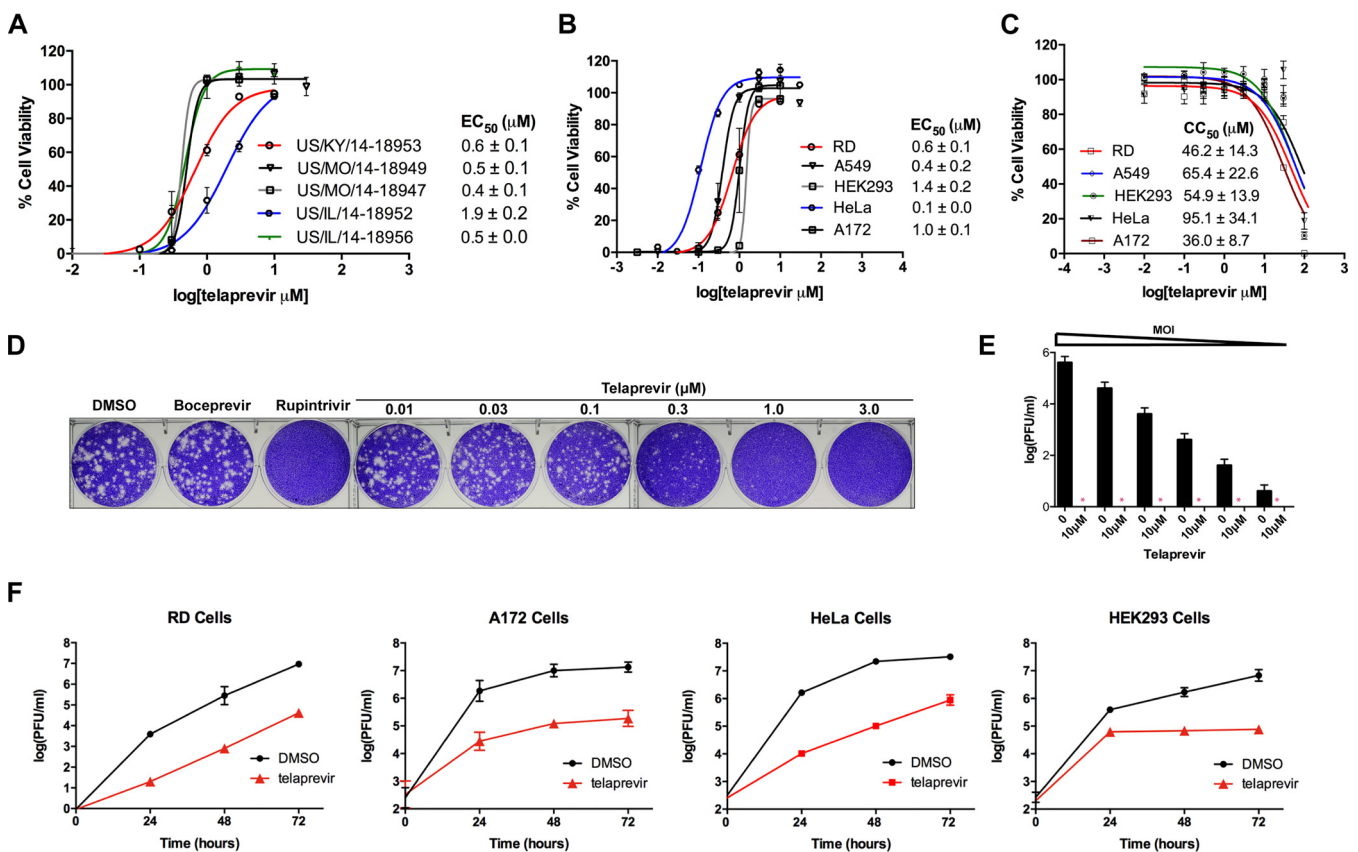 A
120
100
80
60
40
20
0
% Cell Viability
-2 -1 0 1 2 3
log[telaprevir μM]
EC50 (μM)
US/KY/14-18953 0.6 ± 0.1
US/MO/14-18949 0.5 ± 0.1
US/MO/14-18947 0.4 ± 0.1
US/IL/14-18952 1.9 ± 0.2
US/IL/14-18956 0.5 ± 0.0
B
120
100
80
60
40
20
0
% Cell Viability
-3 -2 -1 0 1 2 3 4
log[telaprevir μM]
EC50 (μM)
RD 0.6 ± 0.1
A549 0.4 ± 0.2
HEK293 1.4 ± 0.2
HeLa 0.1 ± 0.0
A172 1.0 ± 0.1
C
120
100
80
60
40
20
0
% Cell Viability
-4 -3 -2 -1 0 1 2 3
log[telaprevir μM]
CC50 (μM)
RD 46.2 ± 14.3
A549 65.4 ± 22.6
HEK293 54.9 ± 13.9
HeLa 95.1 ± 34.1
A172 36.0 ± 8.7
D
Telaprevir (μM)
DMSO Boceprevir Rupintrivir 0.01 0.03 0.1 0.3 1.0 3.0
E
MOI
6
4
2
0
log(PFU/ml)
* * * * * *
0 10μM 0 10μM 0 10μM 0 10μM 0 10μM 0 10μM
Telaprevir
F
RD Cells
8
7
6
5
4
3
2
1
0
log(PFU/ml)
DMSO
telaprevir
0 24 48 72
Time (hours)
A172 Cells
8
7
6
5
4
3
2
log(PFU/ml)
DMSO
telaprevir
0 24 48 72
Time (hours)
HeLa Cells
8
7
6
5
4
3
2
log(PFU/ml)
DMSO
telaprevir
0 24 48 72
Time (hours)
HEK293 Cells
8
7
6
5
4
3
2
log(PFU/ml)
DMSO
telaprevir
0 24 48 72
Time (hours)